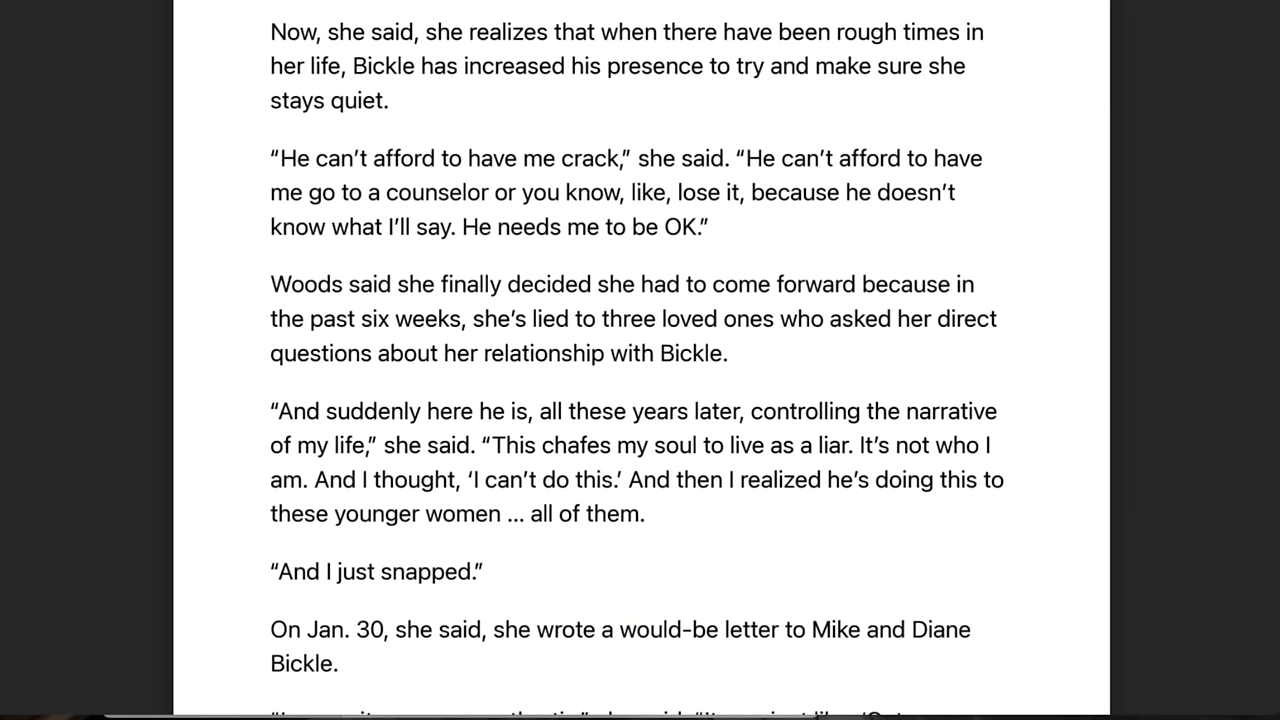 Now, she said, she realizes that when there have been rough times in
her life, Bickle has increased his presence to try and make sure she
stays quiet.
“He can’t afford to have me crack,” she said. “He can’t afford to have
me go to a counselor or you know, like, lose it, because he doesn’t
know what I’ll say. He needs me to be OK.”
Woods said she finally decided she had to come forward because in
the past six weeks, she’s lied to three loved ones who asked her direct
questions about her relationship with Bickle.
“And suddenly here he is, all these years later, controlling the narrative
of my life,” she said. “This chafes my soul to live as a liar. It’s not who I
am. And I thought, ‘I can’t do this.’ And then I realized he’s doing this to
these younger women ... all of them.
“And I just snapped.”
On Jan. 30, she said, she wrote a would-be letter to Mike and Diane
Bickle.